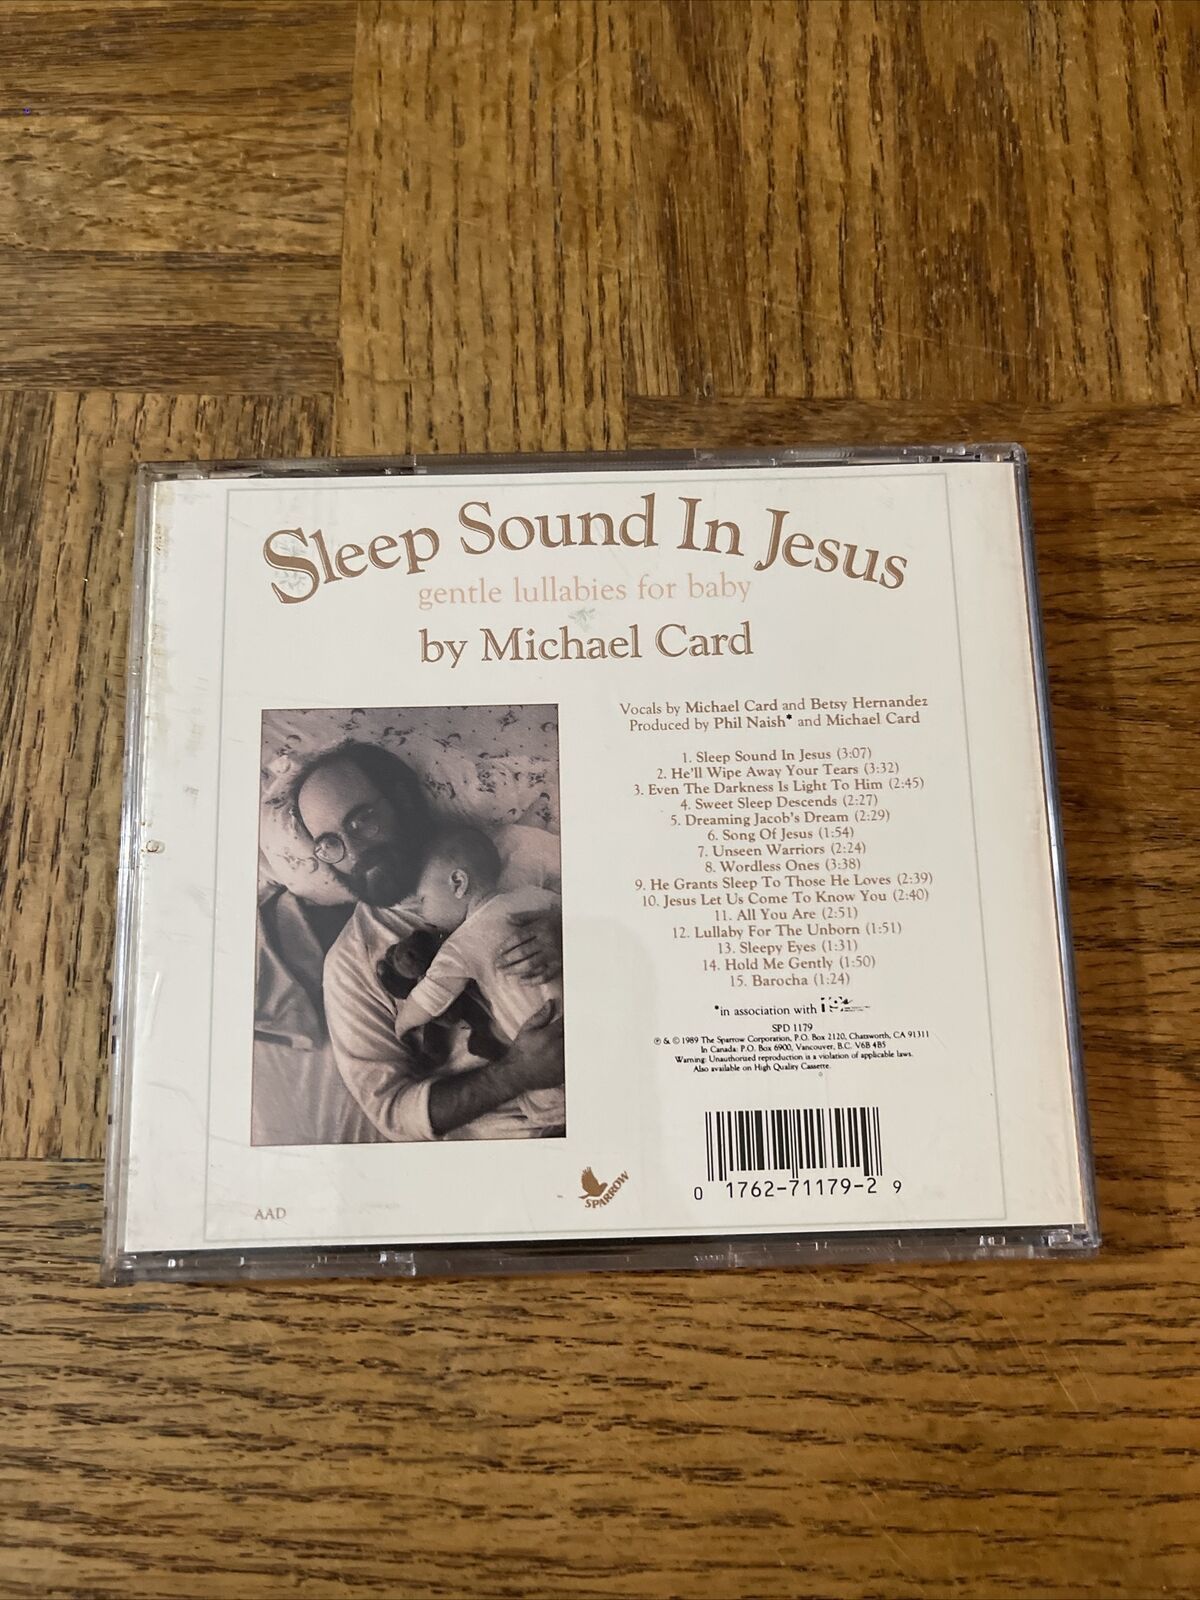 Sleep Sound In Jesus
gentle lullabies for baby
by Michael Card
Vocals by Michael Card and Betsy Hernandez
Produced by Phil Naish* and Michael Card
1. Sleep Sound In Jesus (3:07)
2. He'll Wipe Away Your Tears (3:32)
3. Even The Darkness Is Light To Him (2:45)
4. Sweet Sleep Descends (2:27)
5. Dreaming Jacob's Dream (2:29)
6. Song Of Jesus (1:54)
7. Unseen Warriors (2:24)
8. Wordless Ones (3:38)
9. He Grants Sleep To Those He Loves (2:39)
10. Jesus Let Us Come To Know You (2:40)
11. All You Are (2:51)
12. Lullaby For The Unborn (1:51)
13. Sleepy Eyes (1:31)
14. Hold Me Gently (1:50)
15. Barocha (1:24)
*in association with
SPD 1179
℗ & © 1989 The Sparrow Corporation, P.O. Box 2120, Chatsworth, CA 91311
In Canada: P.O. Box 6900, Vancouver, B.C. V6B 4B5
Warning: Unauthorized reproduction is a violation of applicable laws.
Also available on High Quality Cassette.
SPARROW
0 1762-71179-2 9
AAD